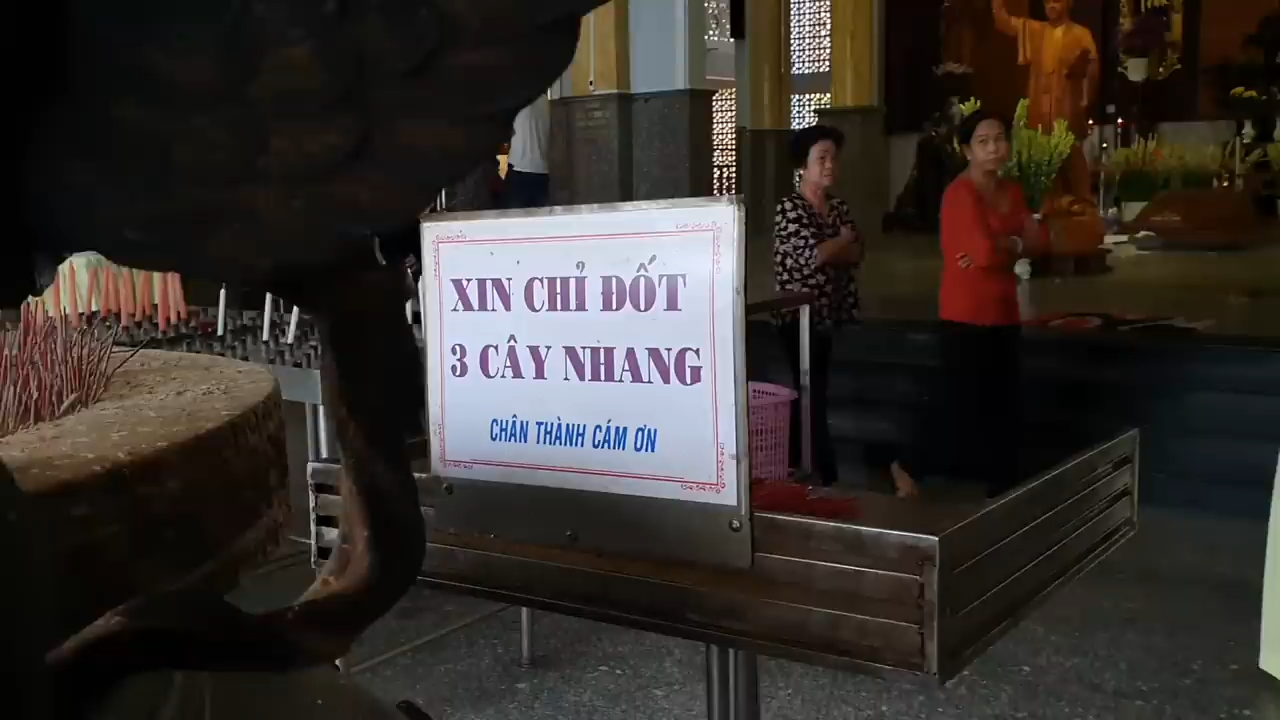 XIN CHỈ ĐỐT
3 CÂY NHANG
CHÂN THÀNH CÁM ƠN